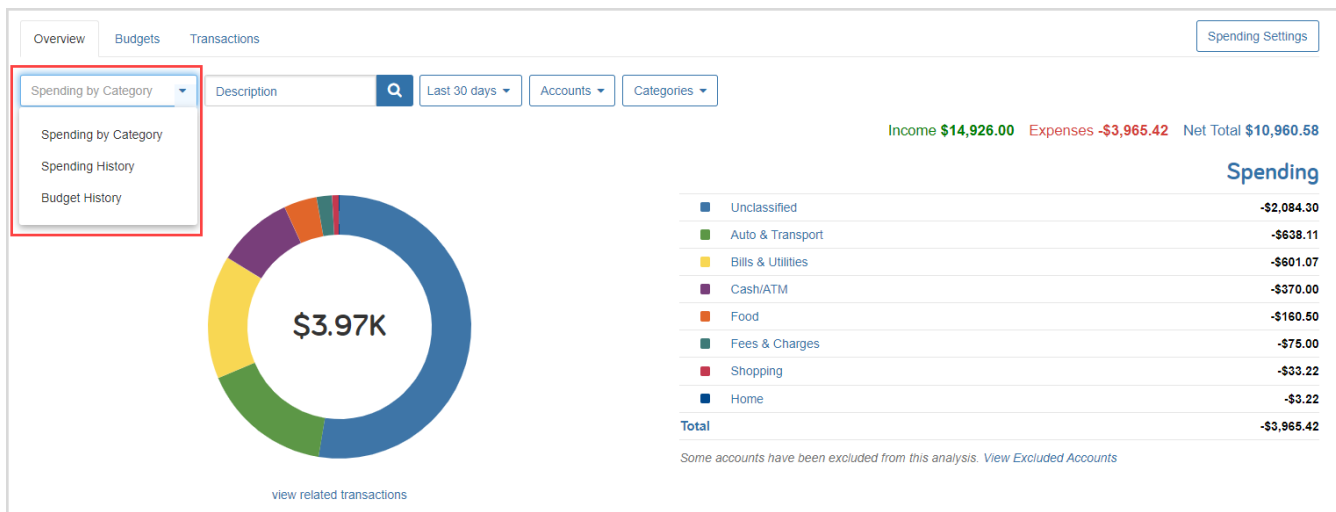 Overview Budgets Transactions Spending Settings
Spending by Category Description Last 30 days Accounts Categories
Spending by Category
Spending History
Budget History
Income $14,926.00 Expenses -$3,965.42 Net Total $10,960.58
Spending
Unclassified -$2,084.30
Auto & Transport -$638.11
Bills & Utilities -$601.07
Cash/ATM -$370.00
Food -$160.50
Fees & Charges -$75.00
Shopping -$33.22
Home -$3.22
Total -$3,965.42
Some accounts have been excluded from this analysis. View Excluded Accounts
$3.97K
view related transactions